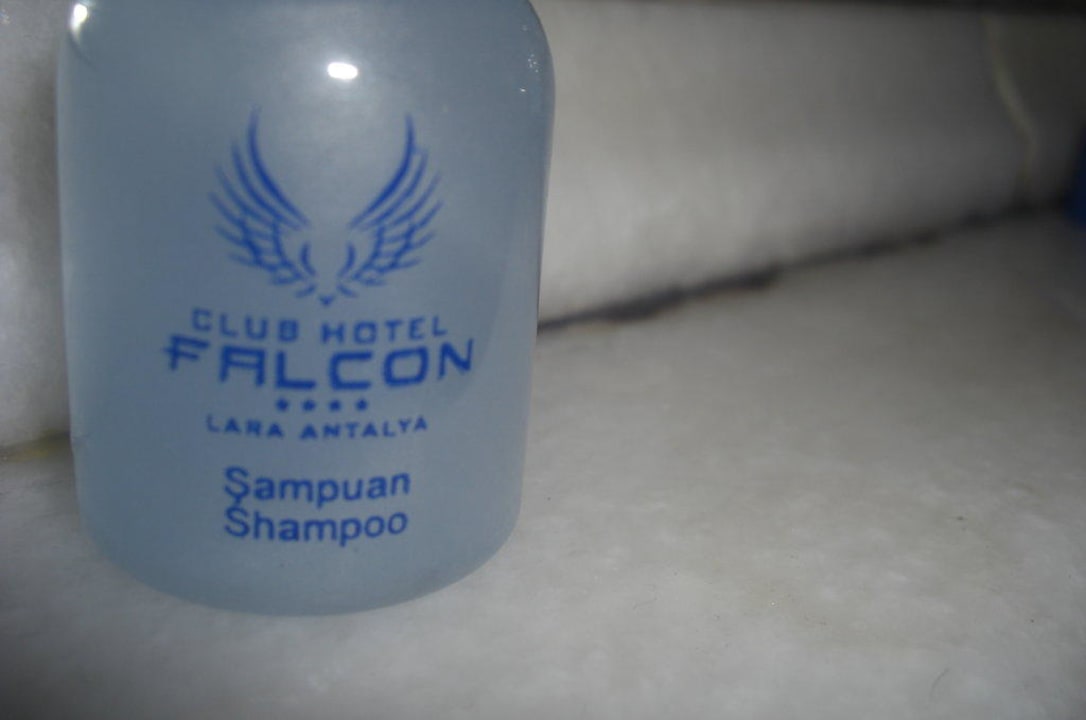 CLUB HOTEL
FALCON
★★★★
LARA ANTALYA
Şampuan
Shampoo